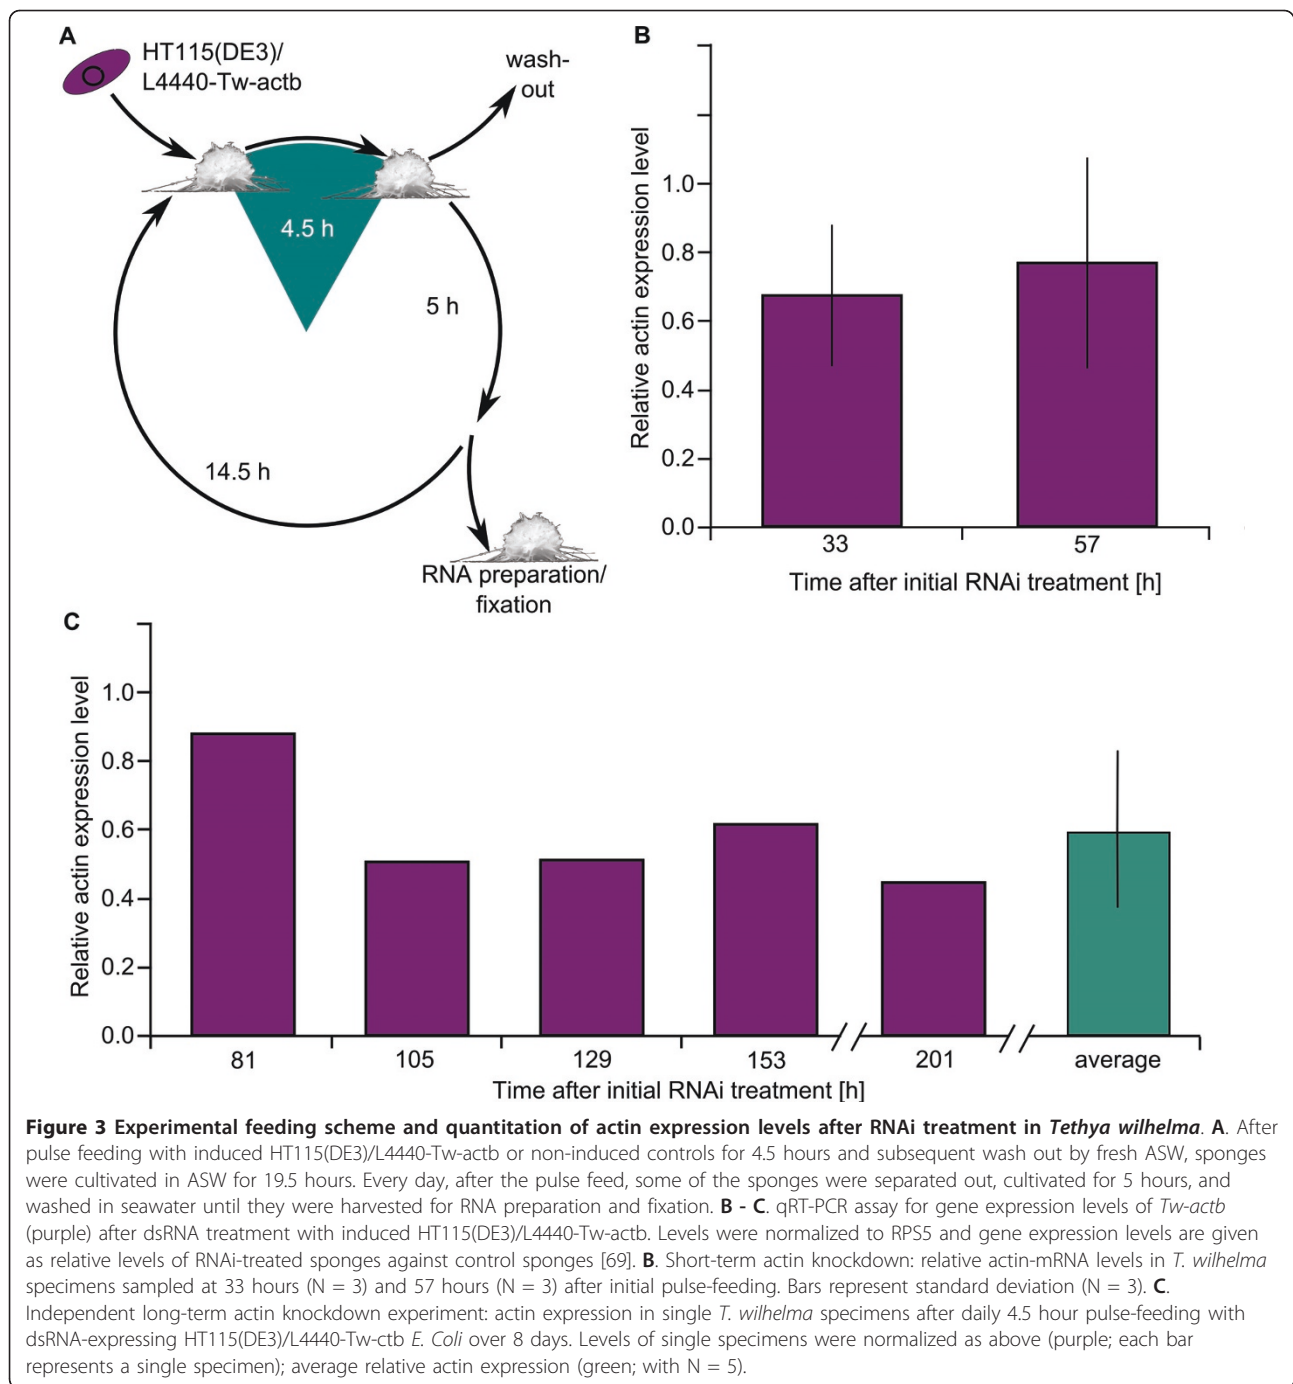 A
HT115(DE3)/
L4440-Tw-actb
wash-
out
4.5 h
5 h
14.5 h
RNA preparation/
fixation
B
Relative actin expression level
1.0
0.8
0.6
0.4
0.2
0.0
33
57
Time after initial RNAi treatment [h]
C
Relative actin expression level
1.0
0.8
0.6
0.4
0.2
0.0
81
105
129
153
201
average
Time after initial RNAi treatment [h]
Figure 3 Experimental feeding scheme and quantitation of actin expression levels after RNAi treatment in Tethya wilhelma. A. After
pulse feeding with induced HT115(DE3)/L4440-Tw-actb or non-induced controls for 4.5 hours and subsequent wash out by fresh ASW, sponges
were cultivated in ASW for 19.5 hours. Every day, after the pulse feed, some of the sponges were separated out, cultivated for 5 hours, and
washed in seawater until they were harvested for RNA preparation and fixation. B - C. qRT-PCR assay for gene expression levels of Tw-actb
(purple) after dsRNA treatment with induced HT115(DE3)/L4440-Tw-actb. Levels were normalized to RPS5 and gene expression levels are given
as relative levels of RNAi-treated sponges against control sponges [69]. B. Short-term actin knockdown: relative actin-mRNA levels in T. wilhelma
specimens sampled at 33 hours (N = 3) and 57 hours (N = 3) after initial pulse-feeding. Bars represent standard deviation (N = 3). C.
Independent long-term actin knockdown experiment: actin expression in single T. wilhelma specimens after daily 4.5 hour pulse-feeding with
dsRNA-expressing HT115(DE3)/L4440-Tw-ctb E. Coli over 8 days. Levels of single specimens were normalized as above (purple; each bar
represents a single specimen); average relative actin expression (green; with N = 5).